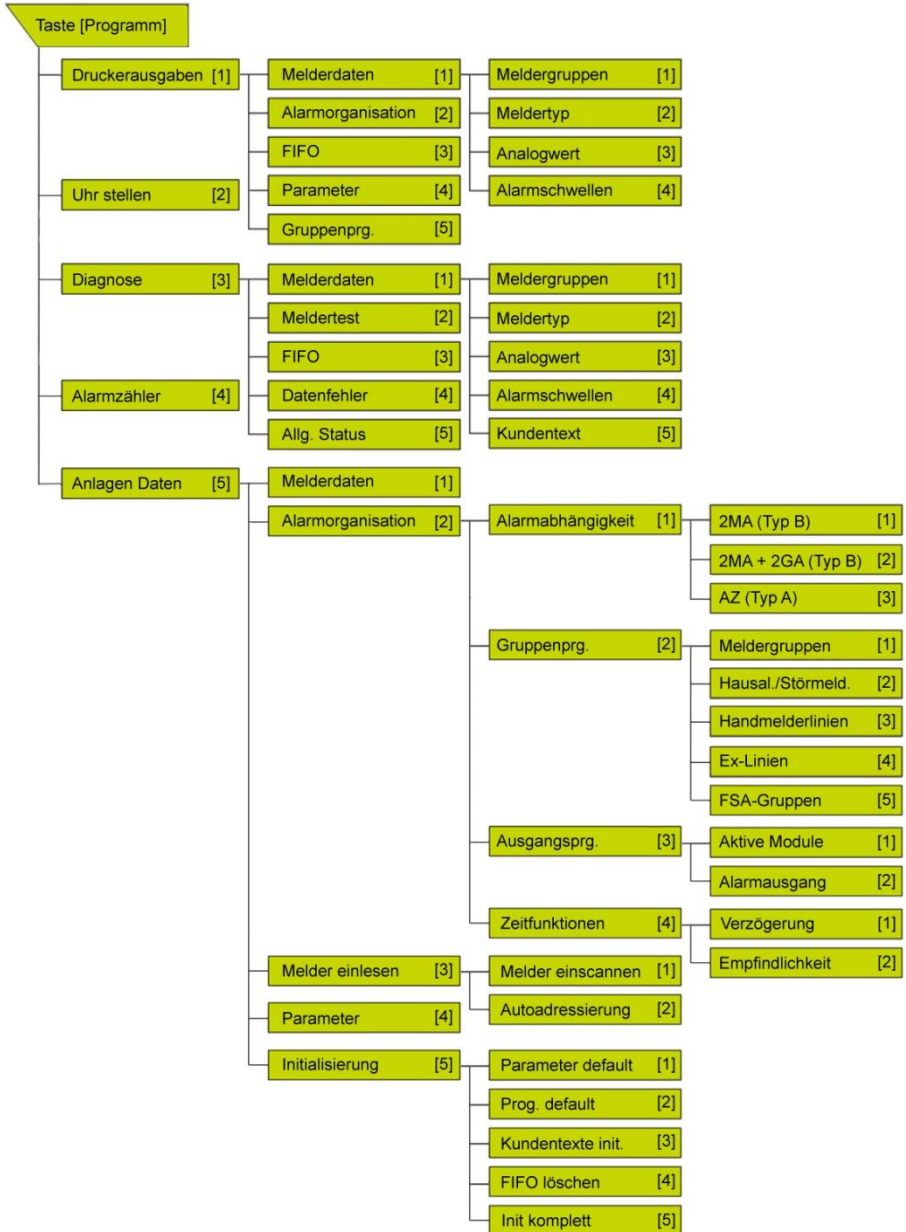 Taste [Programm]
Druckerausgaben [1] Melderdaten [1] Meldergruppen [1]
Alarmorganisation [2] Meldertyp [2]
FIFO [3] Analogwert [3]
Uhr stellen [2] Parameter [4] Alarmschwellen [4]
Gruppenprg. [5]
Diagnose [3] Melderdaten [1] Meldergruppen [1]
Meldertest [2] Meldertyp [2]
FIFO [3] Analogwert [3]
Alarmzähler [4] Datenfehler [4] Alarmschwellen [4]
Allg. Status [5] Kundentext [5]
Anlagen Daten [5] Melderdaten [1]
Alarmorganisation [2] Alarmabhängigkeit [1] 2MA (Typ B) [1]
2MA + 2GA (Typ B) [2]
AZ (Typ A) [3]
Gruppenprg. [2] Meldergruppen [1]
Hausal./Störmeld. [2]
Handmelderlinien [3]
Ex-Linien [4]
FSA-Gruppen [5]
Ausgangsprg. [3] Aktive Module [1]
Alarmausgang [2]
Zeitfunktionen [4] Verzögerung [1]
Empfindlichkeit [2]
Melder einlesen [3] Melder einscannen [1]
Parameter [4] Autoadressierung [2]
Initialisierung [5] Parameter default [1]
Prog. default [2]
Kundentexte init. [3]
FIFO löschen [4]
Init komplett [5]